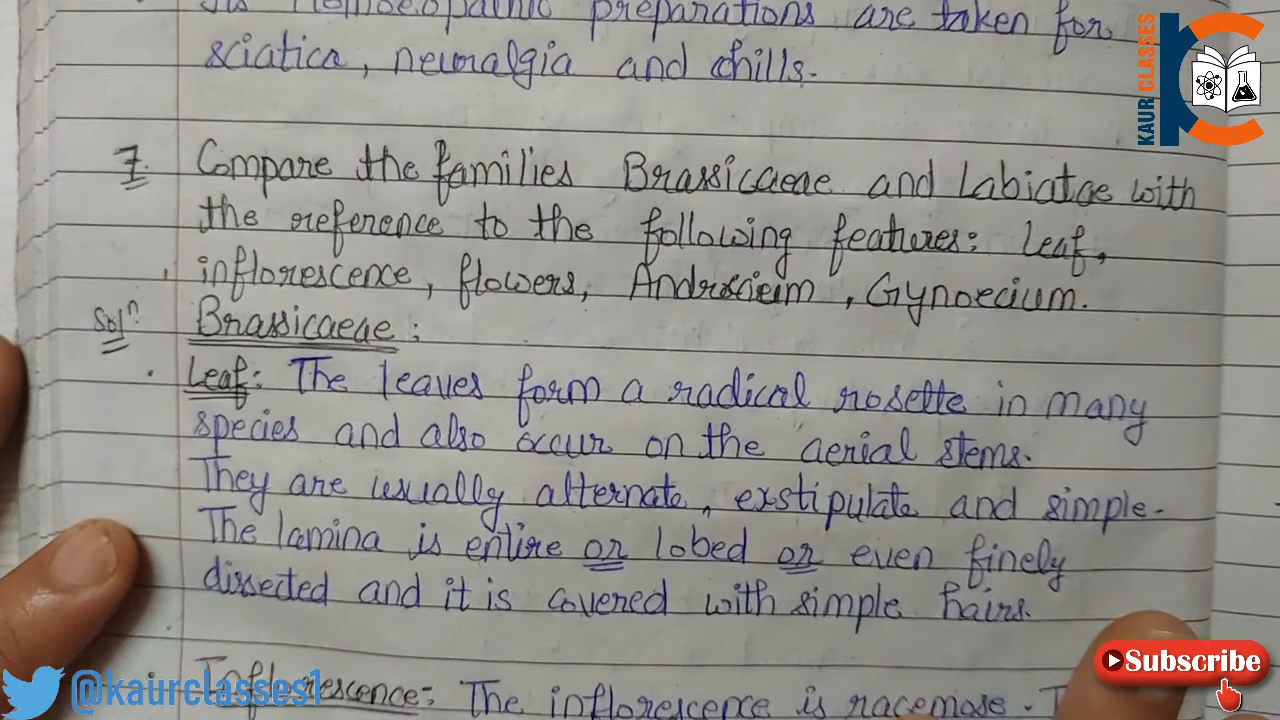 Its Homoeopathic preparations are taken for
sciatica, neuralgia and chills.
KAUR CLASSES
7. Compare the families Brassicaeae and Labiatae with
the reference to the following features: Leaf,
inflorescence, flowers, Androecium, Gynoecium.
Solⁿ Brassicaeae:
Leaf: The leaves form a radical rosette in many
species and also occur on the aerial stems.
They are usually alternate, exstipulate and simple.
The lamina is entire or lobed or even finely
dissected and it is covered with simple hairs.
Subscribe
@kaurclasses1
Inflorescence: The inflorescence is racemose.